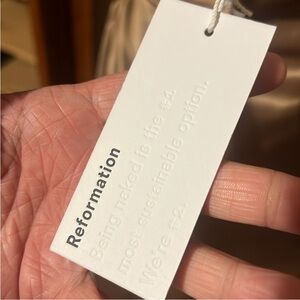 Reformation
Being naked is the #1
most sustainable option.
We're #2.